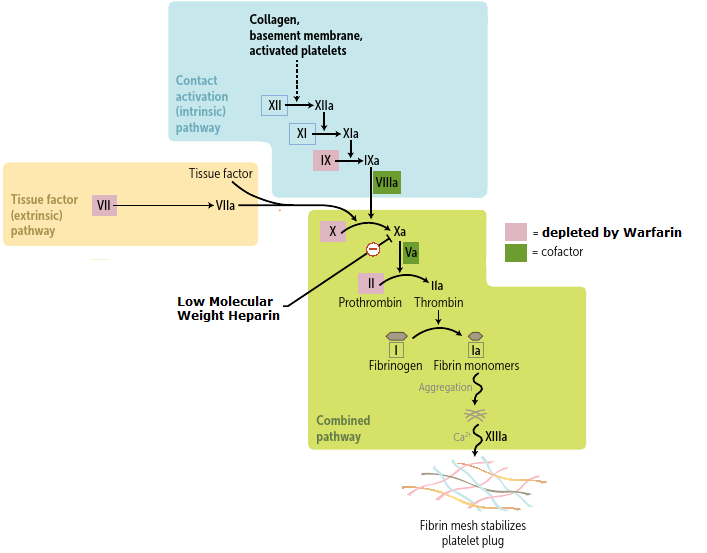 Collagen,
basement membrane,
activated platelets
Contact
activation
(intrinsic)
pathway
XII
XIIa
XI
XIa
IX
IXa
VIIIa
Tissue factor
Tissue factor
(extrinsic)
pathway
VII
VIIa
X
Xa
Va
= depleted by Warfarin
= cofactor
II
IIa
Prothrombin
Thrombin
Low Molecular
Weight Heparin
I
Ia
Fibrinogen
Fibrin monomers
Aggregation
Combined
pathway
Ca2+
XIIIa
Fibrin mesh stabilizes
platelet plug